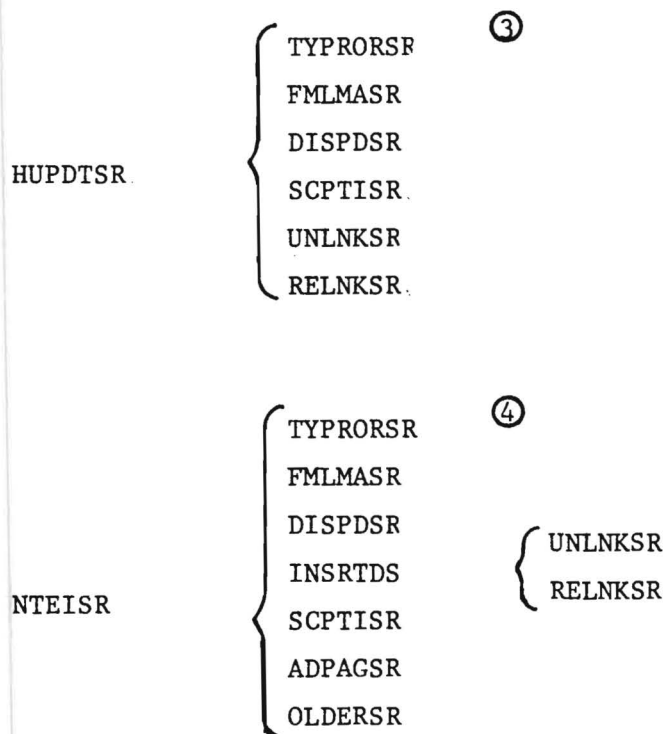 TYPRORSR ③
FMLMASR
DISPDSR
HUPDTSR
SCPTISR
UNLNKSR
RELNKSR
TYPRORSR ④
FMLMASR
DISPDSR
UNLNKSR
INSRTDS
RELNKSR
NTEISR
SCPTISR
ADPAGSR
OLDERSR